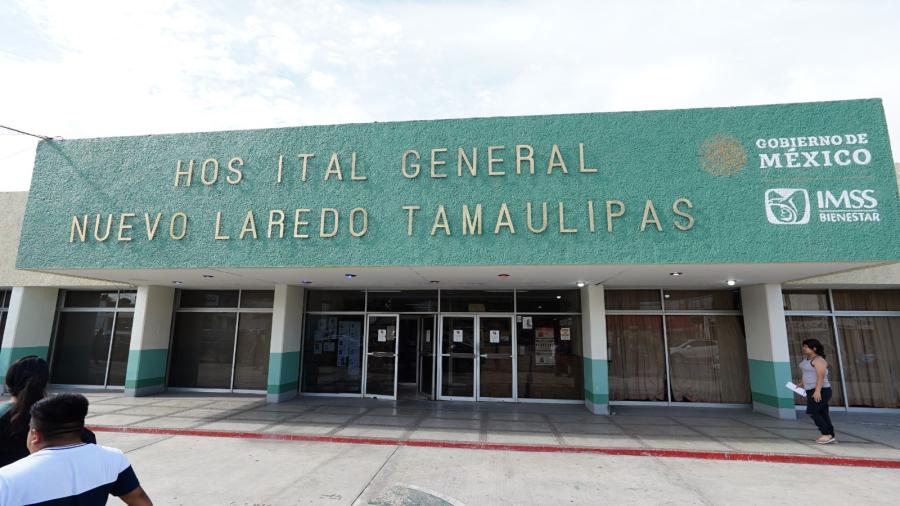 HOS ITAL GENERAL
NUEVO LAREDO TAMAULIPAS
GOBIERNO DE
MÉXICO
IMSS
BIENESTAR